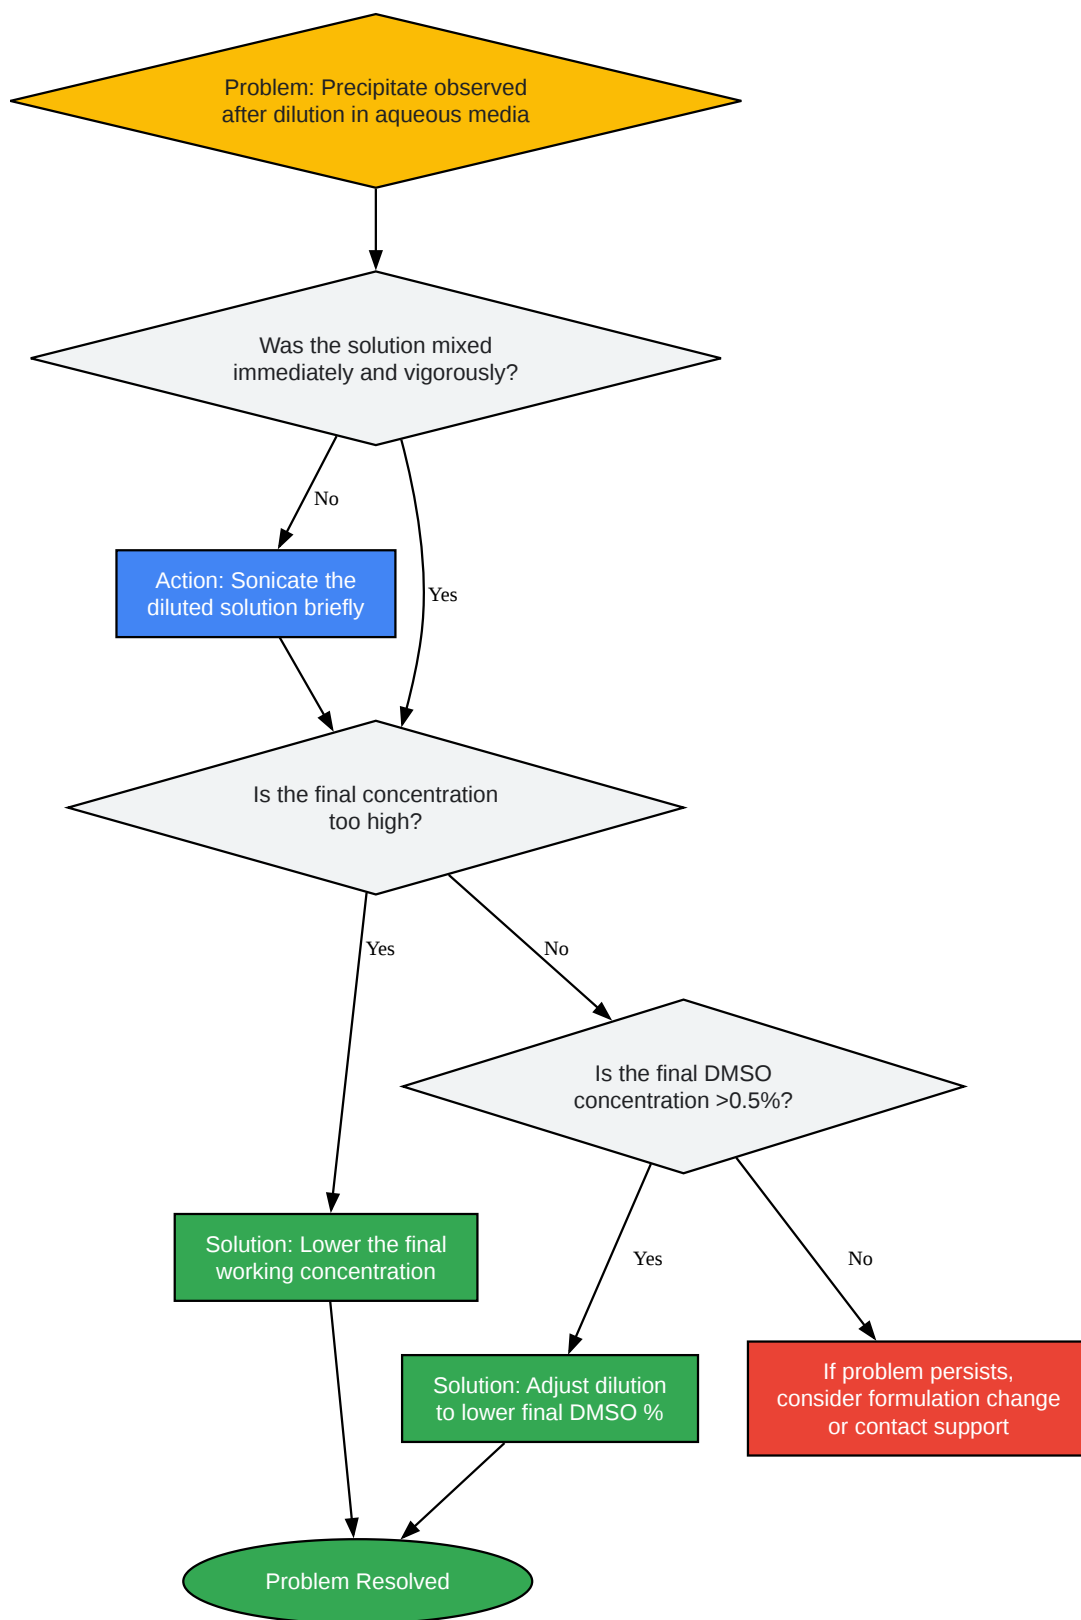 Problem: Precipitate observed
after dilution in aqueous media
Was the solution mixed
immediately and vigorously?
No
Action: Sonicate the
diluted solution briefly
Yes
Is the final concentration
too high?
Yes
No
Is the final DMSO
concentration >0.5%?
Solution: Lower the final
working concentration
Yes
No
Solution: Adjust dilution
to lower final DMSO %
If problem persists,
consider formulation change
or contact support
Problem Resolved